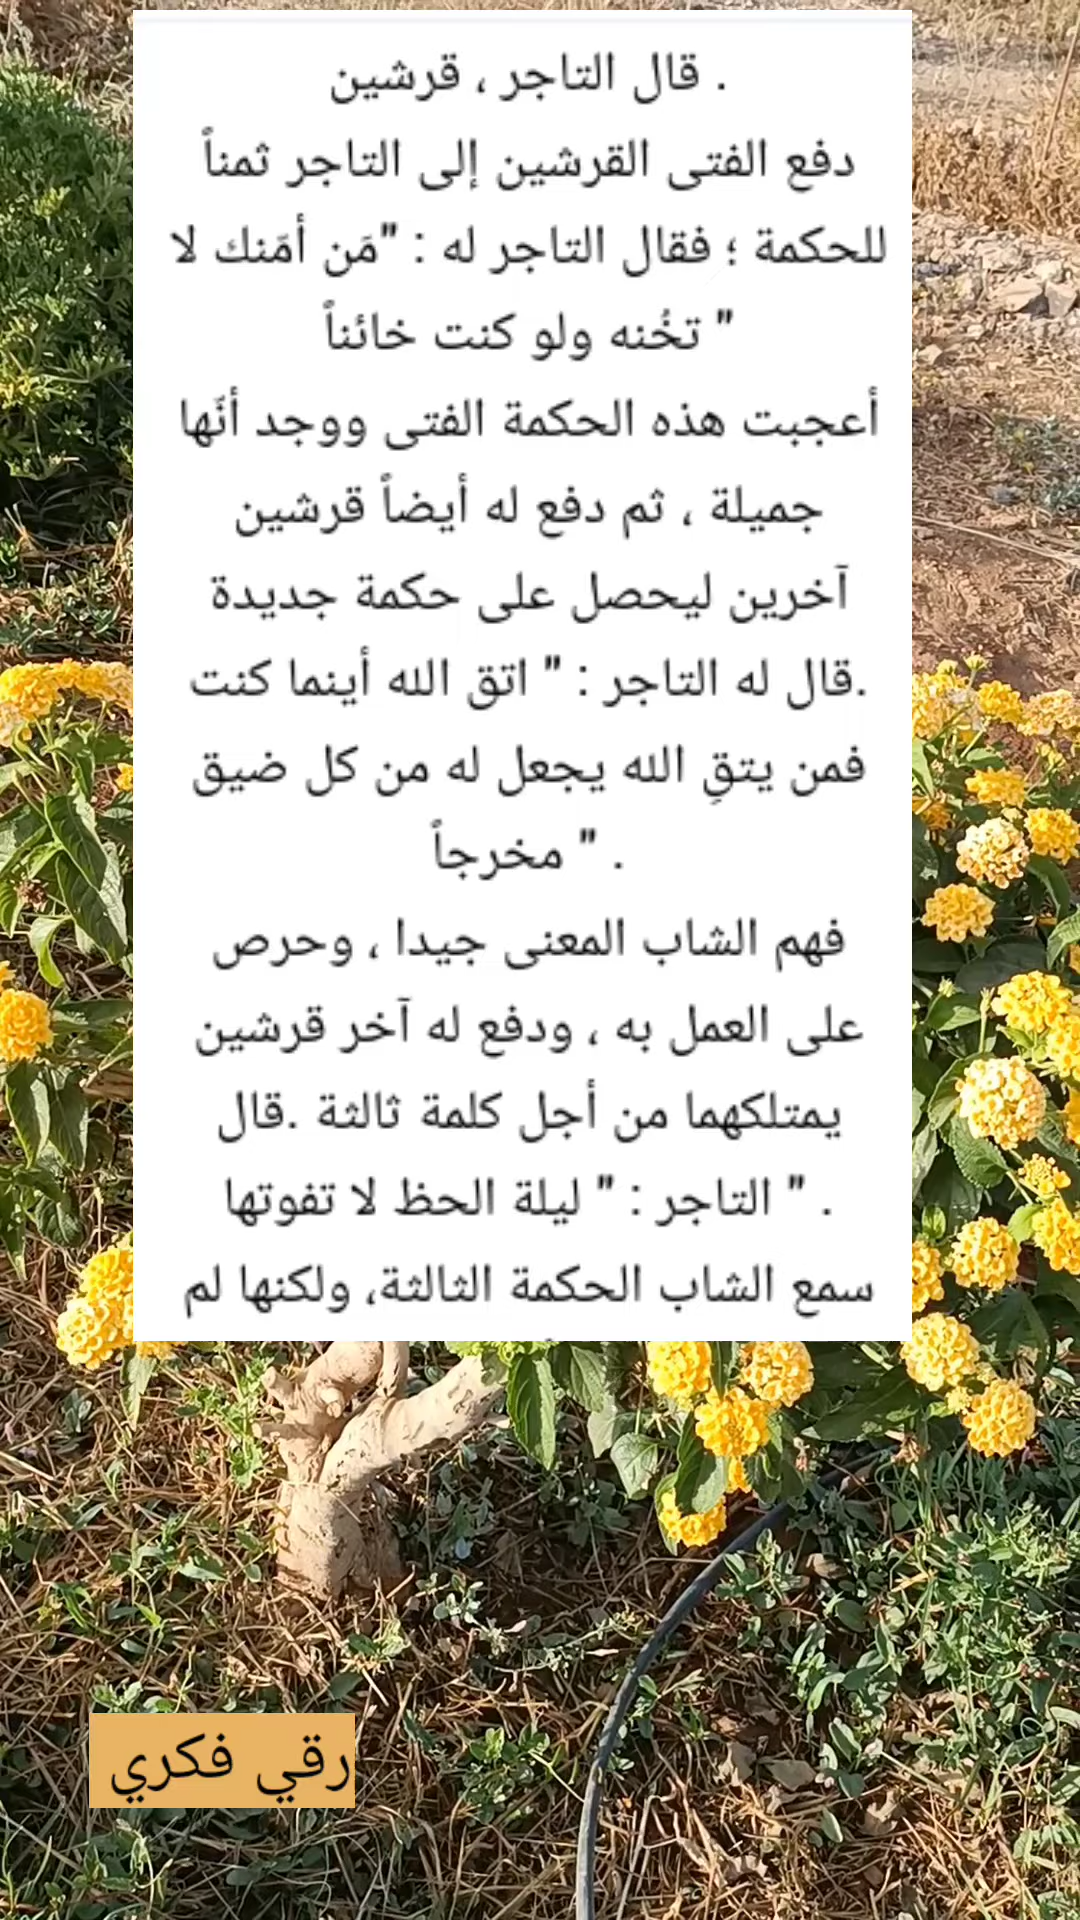 . قال التاجر ، قرشين
دفع الفتى القرشين إلى التاجر ثمناً
للحكمة ؛ فقال التاجر له : "مَن أمَنك لا
" تخُنه ولو كنت خائناً
أعجبت هذه الحكمة الفتى ووجد أنّها
جميلة ، ثم دفع له أيضاً قرشين
آخرين ليحصل على حكمة جديدة
.قال له التاجر : " اتق الله أينما كنت
فمن يتقِ الله يجعل له من كل ضيق
. " مخرجاً
فهم الشاب المعنى جيدا ، وحرص
على العمل به ، ودفع له آخر قرشين
يمتلكهما من أجل كلمة ثالثة .قال
. " التاجر : " ليلة الحظ لا تفوتها
سمع الشاب الحكمة الثالثة، ولكنها لم
رقي فكري